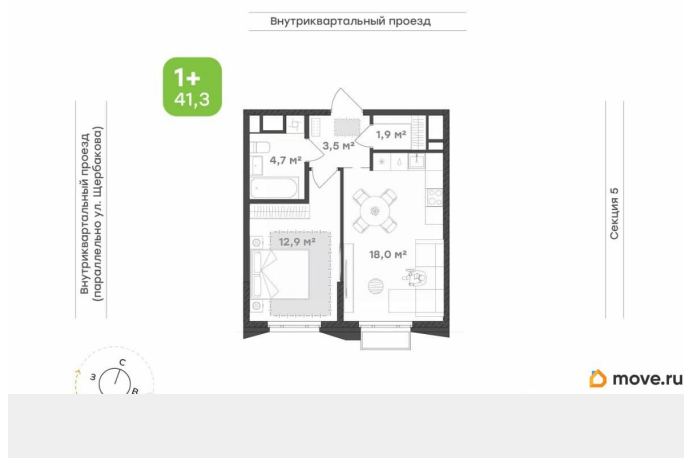 Внутриквартальный проезд
1+
41,3
Внутриквартальный проезд
(параллельно ул. Щербакова)
1,9 м²
3,5 м²
4,7 м²
12,9 м²
18,0 м²
Секция 5
С
З
В
move.ru